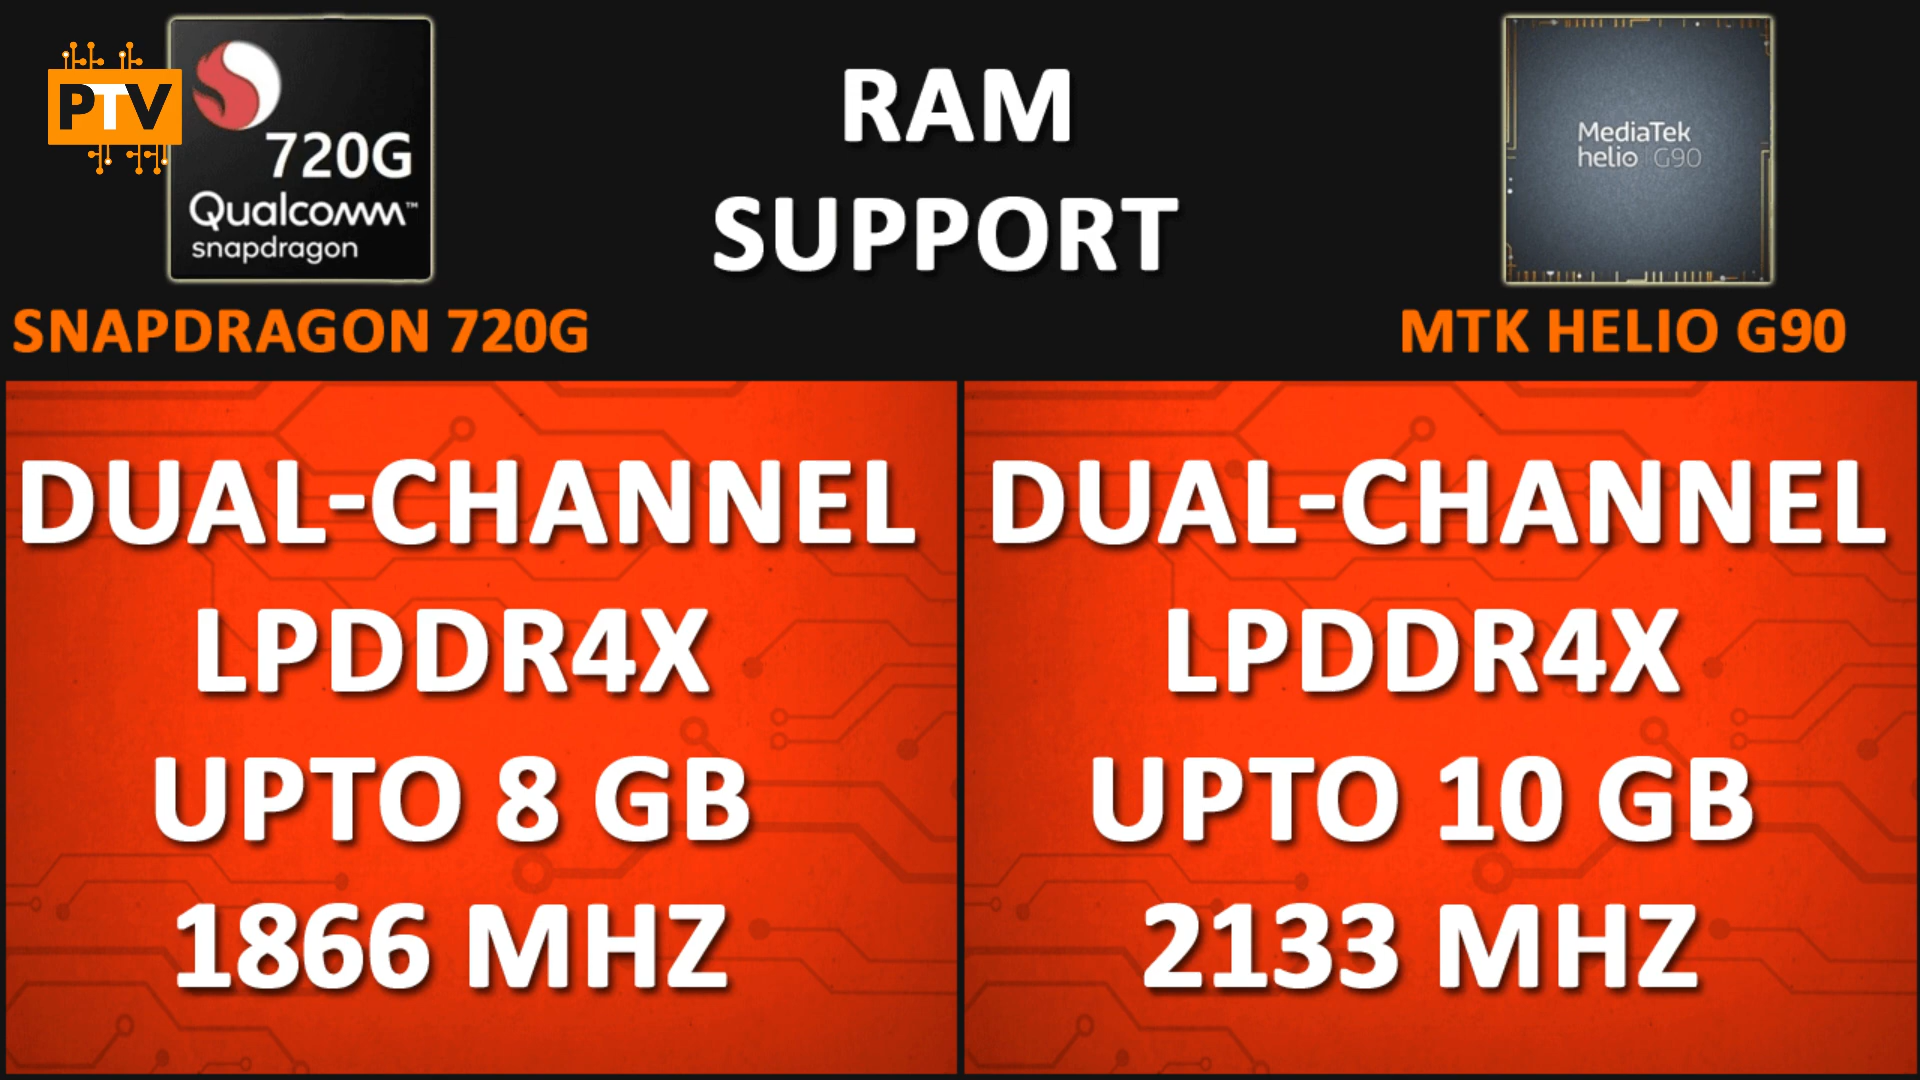 PTV
720G
Qualcomm™
snapdragon
RAM
SUPPORT
MediaTek
helio G90
SNAPDRAGON 720G
MTK HELIO G90
DUAL-CHANNEL
LPDDR4X
UPTO 8 GB
1866 MHZ
DUAL-CHANNEL
LPDDR4X
UPTO 10 GB
2133 MHZ